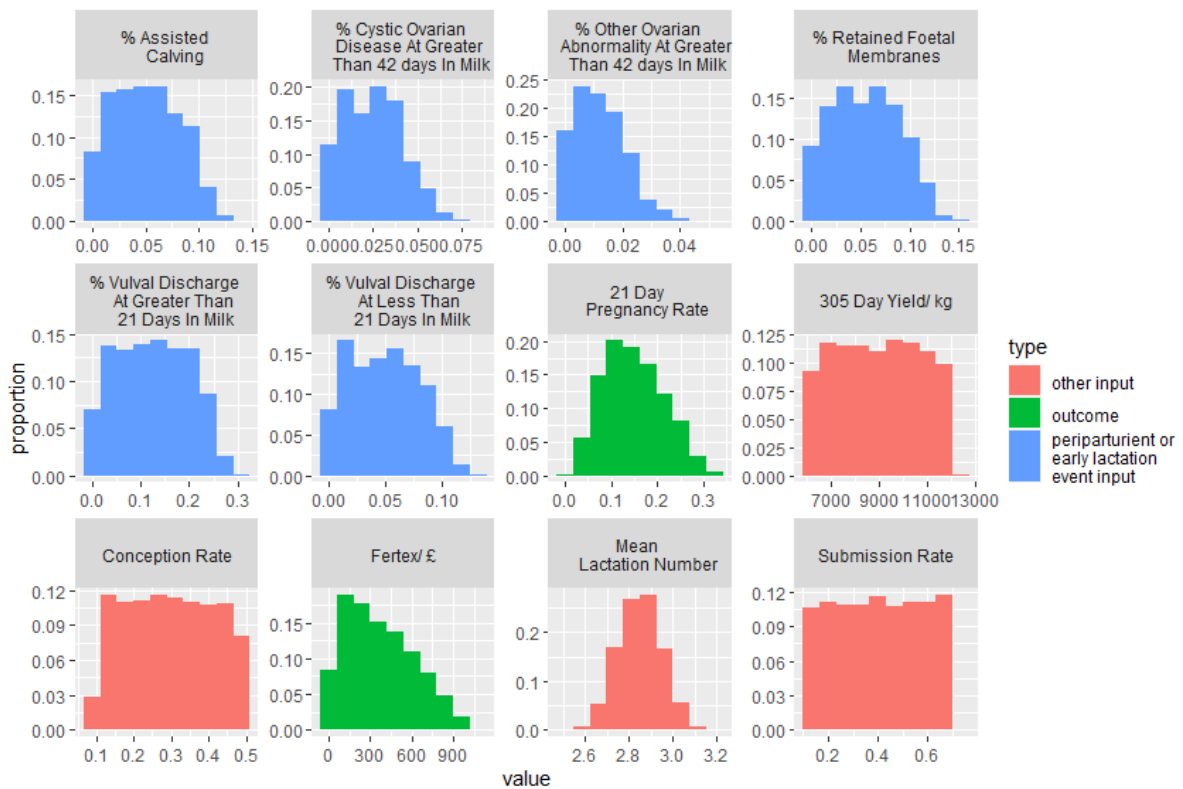 % Assisted
Calving
% Cystic Ovarian
Disease At Greater
Than 42 days In Milk
% Other Ovarian
Abnormality At Greater
Than 42 days In Milk
% Retained Foetal
Membranes
0.15
0.10
0.05
0.00
0.00 0.05 0.10 0.15
0.20
0.15
0.10
0.05
0.00
0.0000.0250.0500.075
0.25
0.20
0.15
0.10
0.05
0.00
0.00 0.02 0.04
0.15
0.10
0.05
0.00
0.00 0.05 0.10 0.15
% Vulval Discharge
At Greater Than
21 Days In Milk
% Vulval Discharge
At Less Than
21 Days In Milk
21 Day
Pregnancy Rate
305 Day Yield/ kg
0.15
0.10
0.05
0.00
0.0 0.1 0.2 0.3
0.15
0.10
0.05
0.00
0.00 0.05 0.10
0.20
0.15
0.10
0.05
0.00
0.0 0.1 0.2 0.3
0.125
0.100
0.075
0.050
0.025
0.000
7000 9000 11000 13000
Conception Rate
Fertex/ £
Mean
Lactation Number
Submission Rate
0.12
0.09
0.06
0.03
0.00
0.1 0.2 0.3 0.4 0.5
0.15
0.10
0.05
0.00
0 300 600 900
0.2
0.1
0.0
2.6 2.8 3.0 3.2
0.12
0.09
0.06
0.03
0.00
0.2 0.4 0.6
proportion
value
type
other input
outcome
periparturient or
early lactation
event input